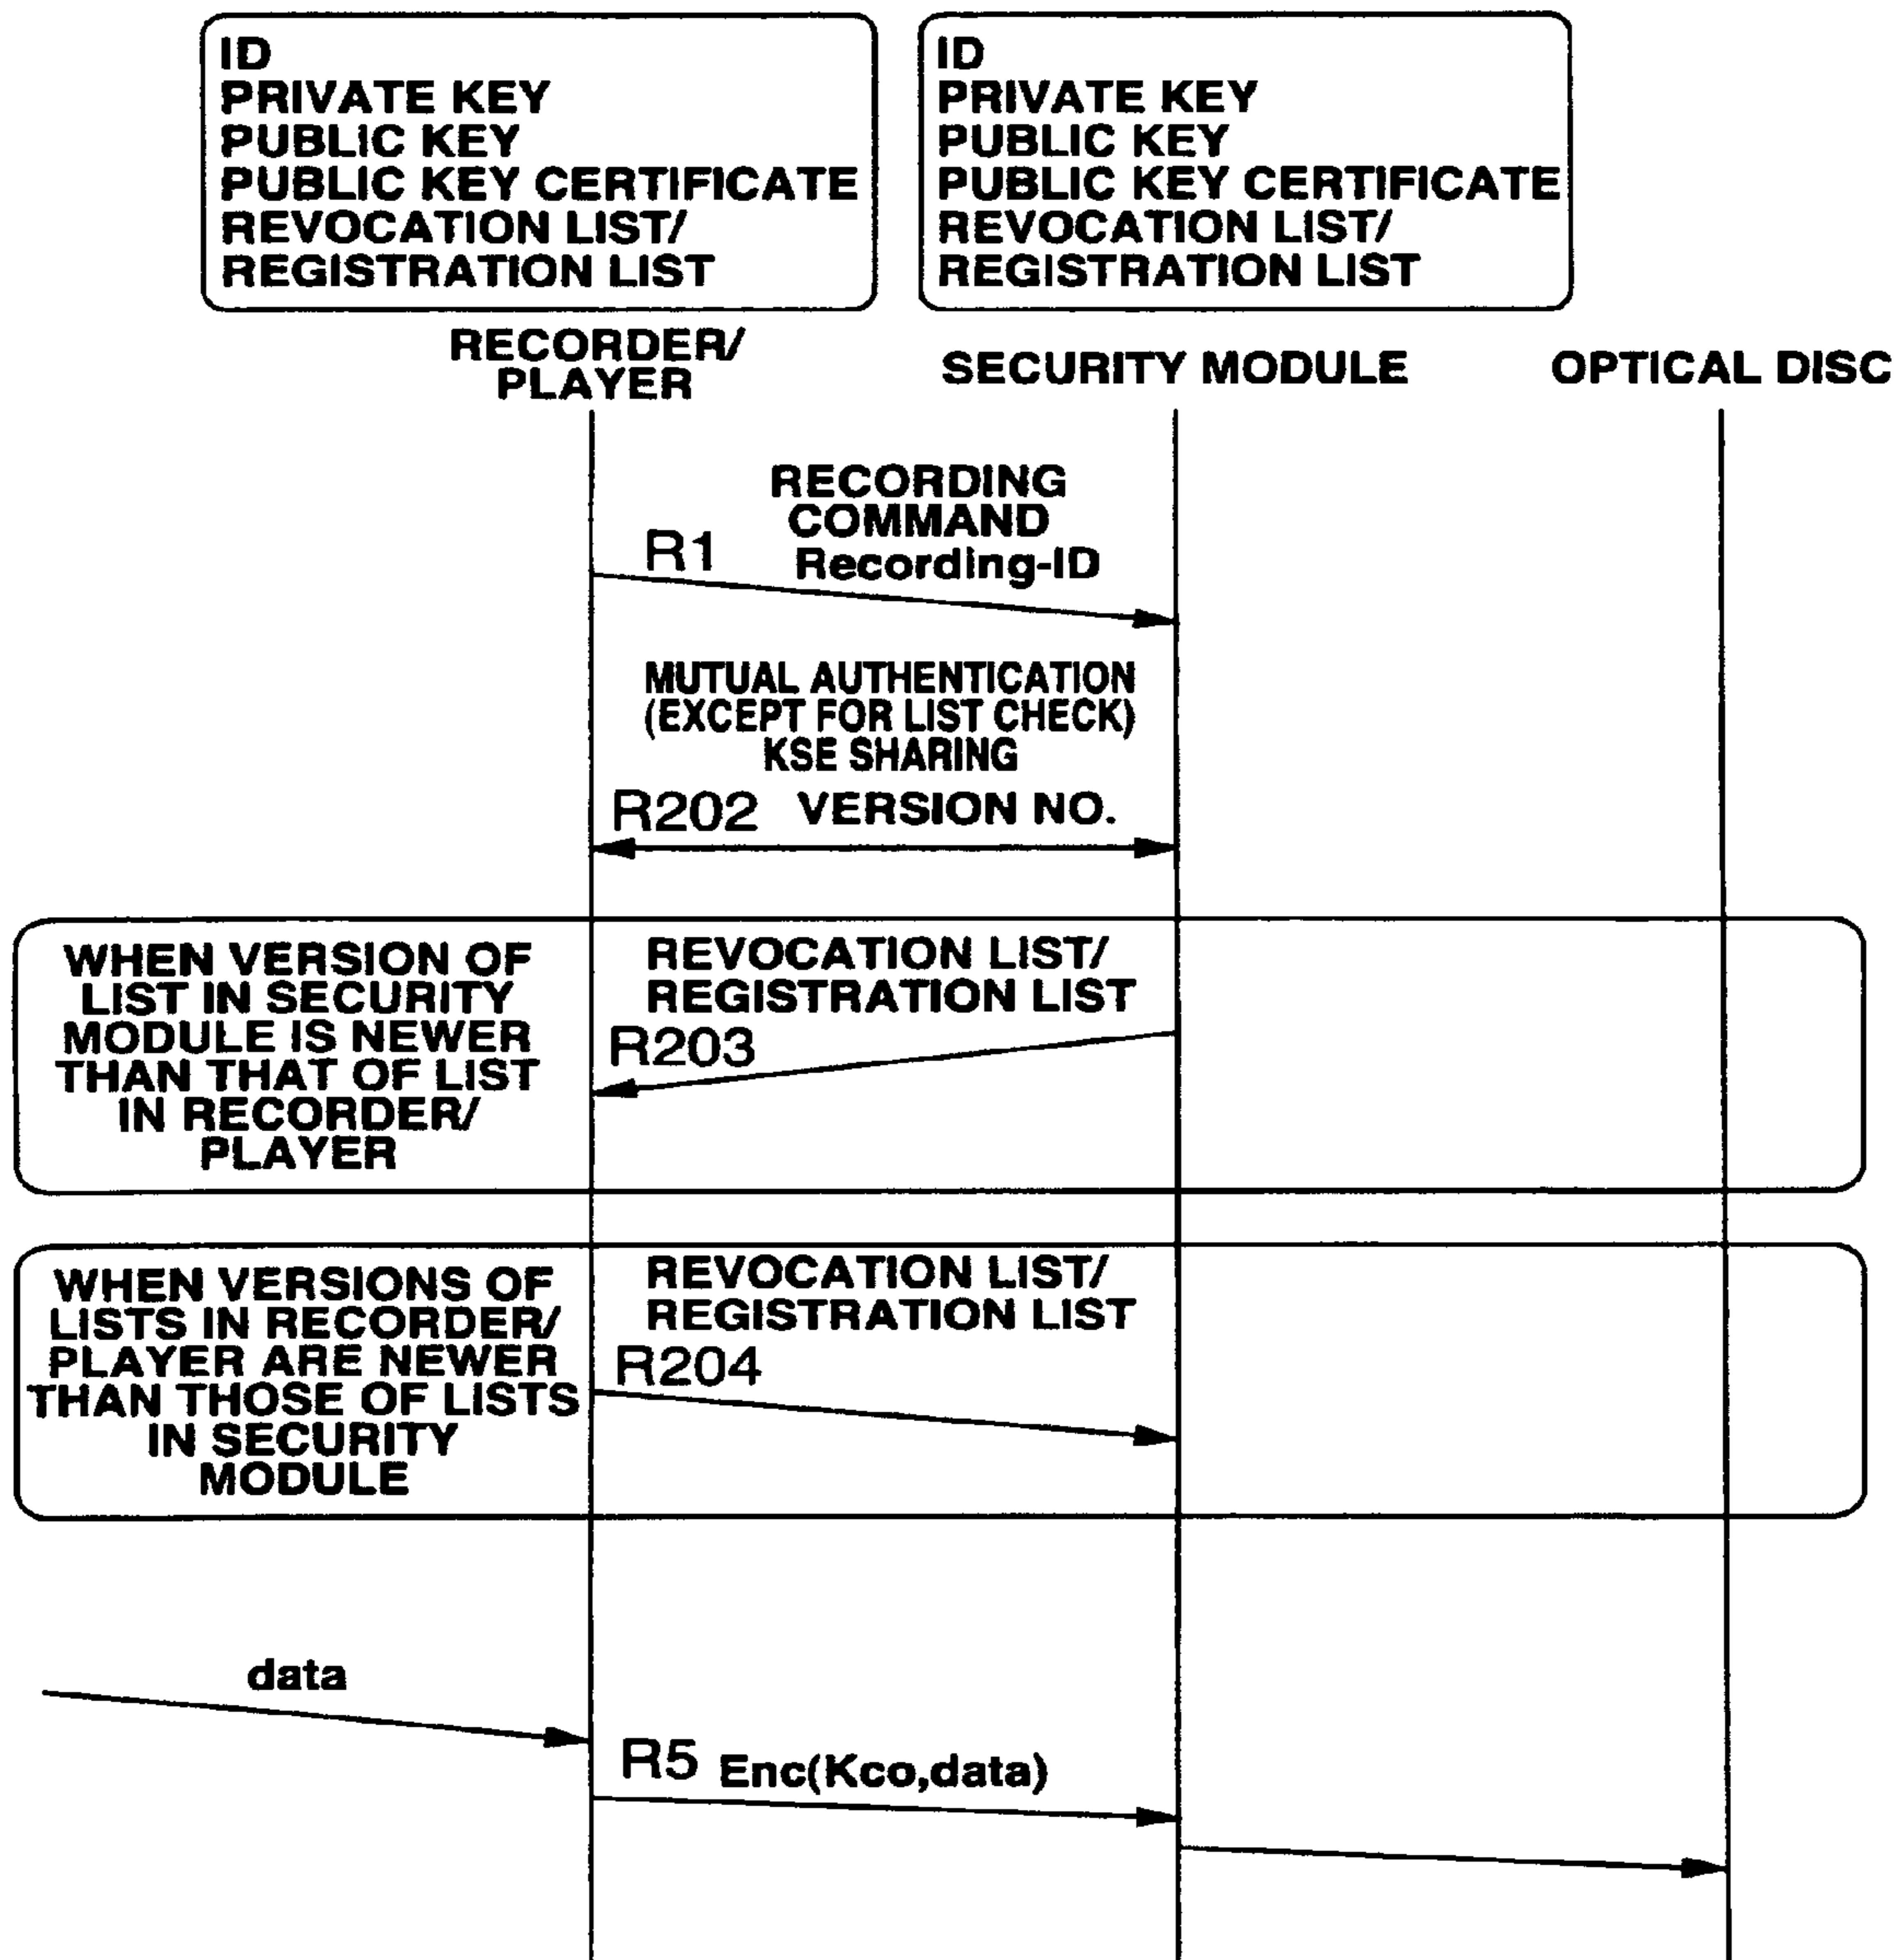 ID
PRIVATE KEY
PUBLIC KEY
PUBLIC KEY CERTIFICATE
REVOCATION LIST/
REGISTRATION LIST
ID
PRIVATE KEY
PUBLIC KEY
PUBLIC KEY CERTIFICATE
REVOCATION LIST/
REGISTRATION LIST
RECORDER/
PLAYER
SECURITY MODULE
OPTICAL DISC
RECORDING
COMMAND
R1 Recording-ID
MUTUAL AUTHENTICATION
(EXCEPT FOR LIST CHECK)
KSE SHARING
R202 VERSION NO.
WHEN VERSION OF
LIST IN SECURITY
MODULE IS NEWER
THAN THAT OF LIST
IN RECORDER/
PLAYER
REVOCATION LIST/
REGISTRATION LIST
R203
WHEN VERSIONS OF
LISTS IN RECORDER/
PLAYER ARE NEWER
THAN THOSE OF LISTS
IN SECURITY
MODULE
REVOCATION LIST/
REGISTRATION LIST
R204
data
R5 Enc(Kco,data)